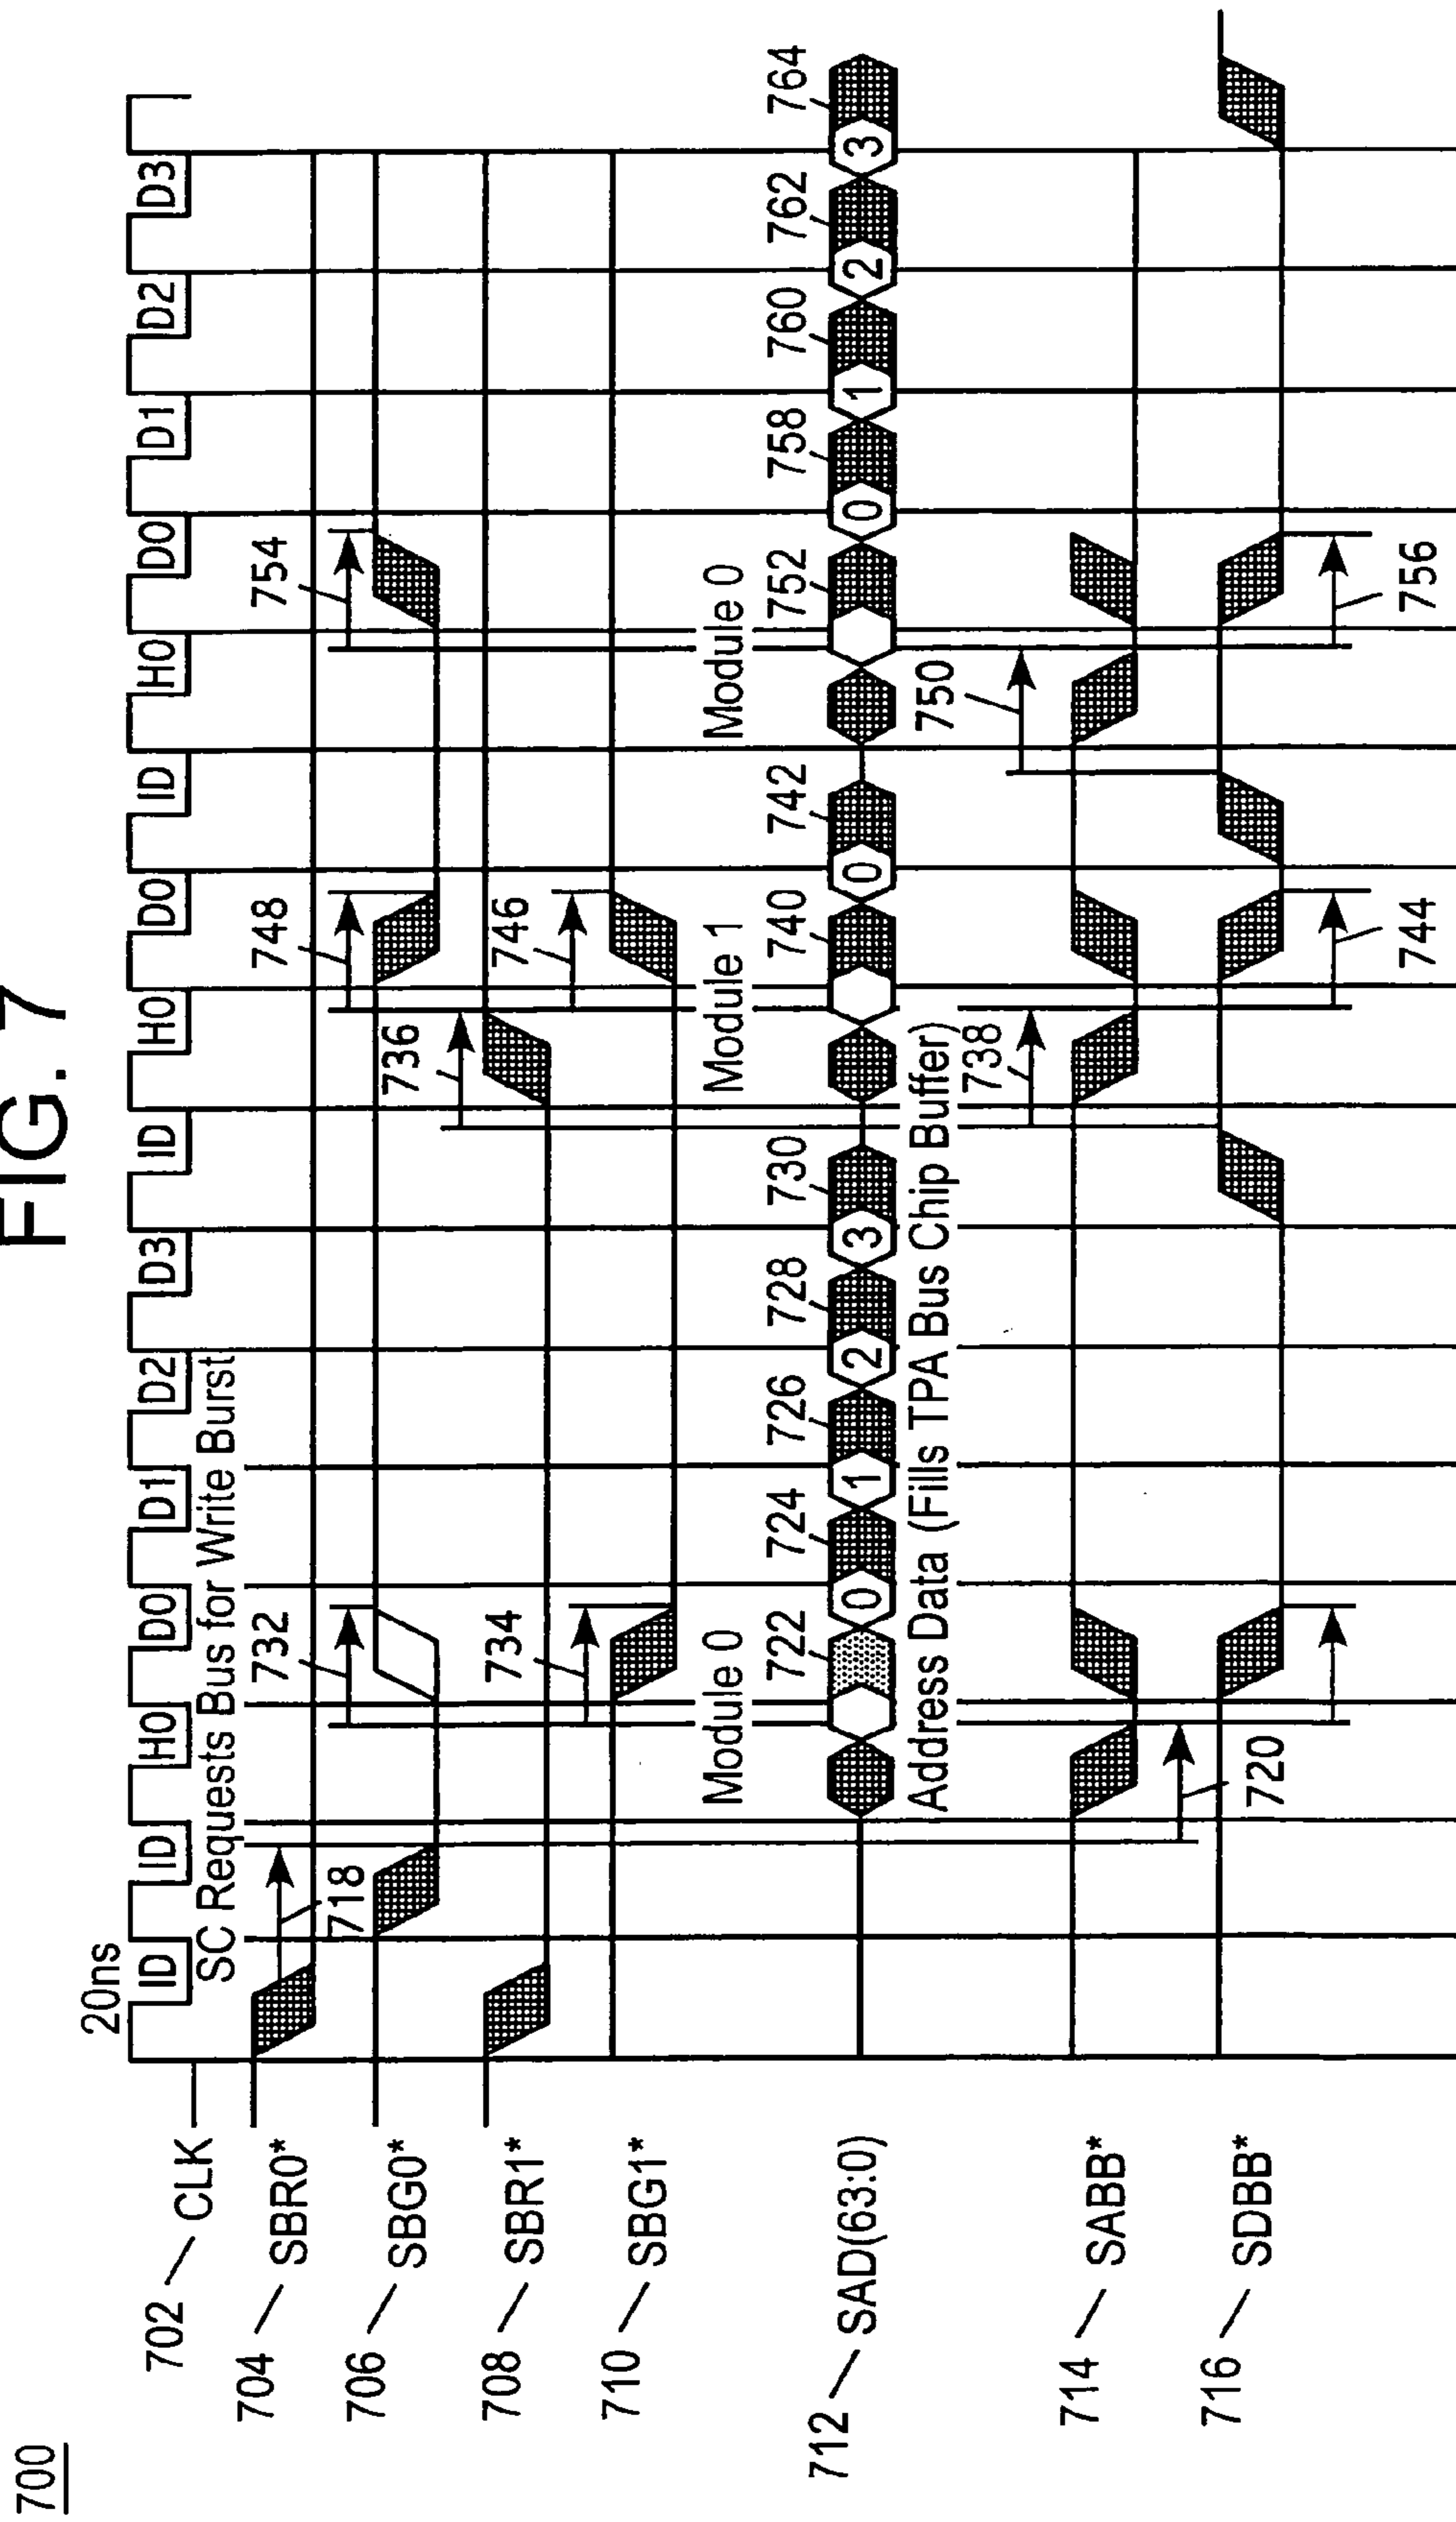 FIG. 7
700
20ns
ID ID H0 D0 D1 D2 D3 ID H0 D0 ID H0 D0 D1 D2 D3
702 CLK
SC Requests Bus for Write Burst
704 SBR0*
718 732 748 754
706 SBG0*
736
708 SBR1*
734 746
710 SBG1*
Module 0 Module 1 Module 0
722 724 726 728 730 740 742 752 758 760 762 764
712 SAD(63:0)
0 1 2 3 0 0 1 2 3
Address Data (Fills TPA Bus Chip Buffer)
738 750
714 SABB*
720
716 SDBB*
744 756